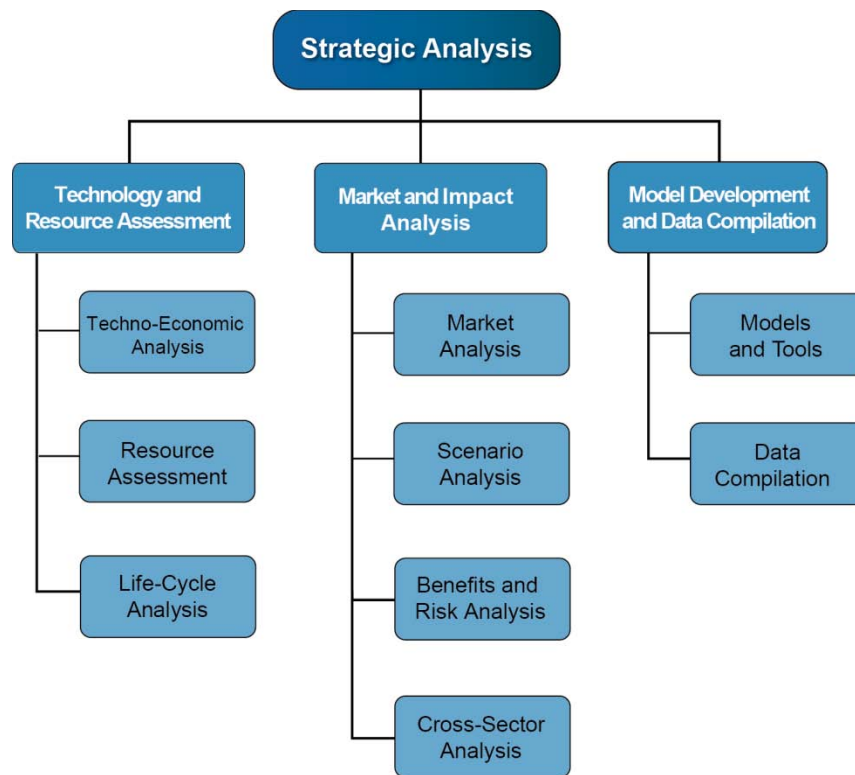 Strategic Analysis
Technology and
Resource Assessment
Techno-Economic
Analysis
Resource
Assessment
Life-Cycle
Analysis
Market and Impact
Analysis
Market
Analysis
Scenario
Analysis
Benefits and
Risk Analysis
Cross-Sector
Analysis
Model Development
and Data Compilation
Models
and Tools
Data
Compilation